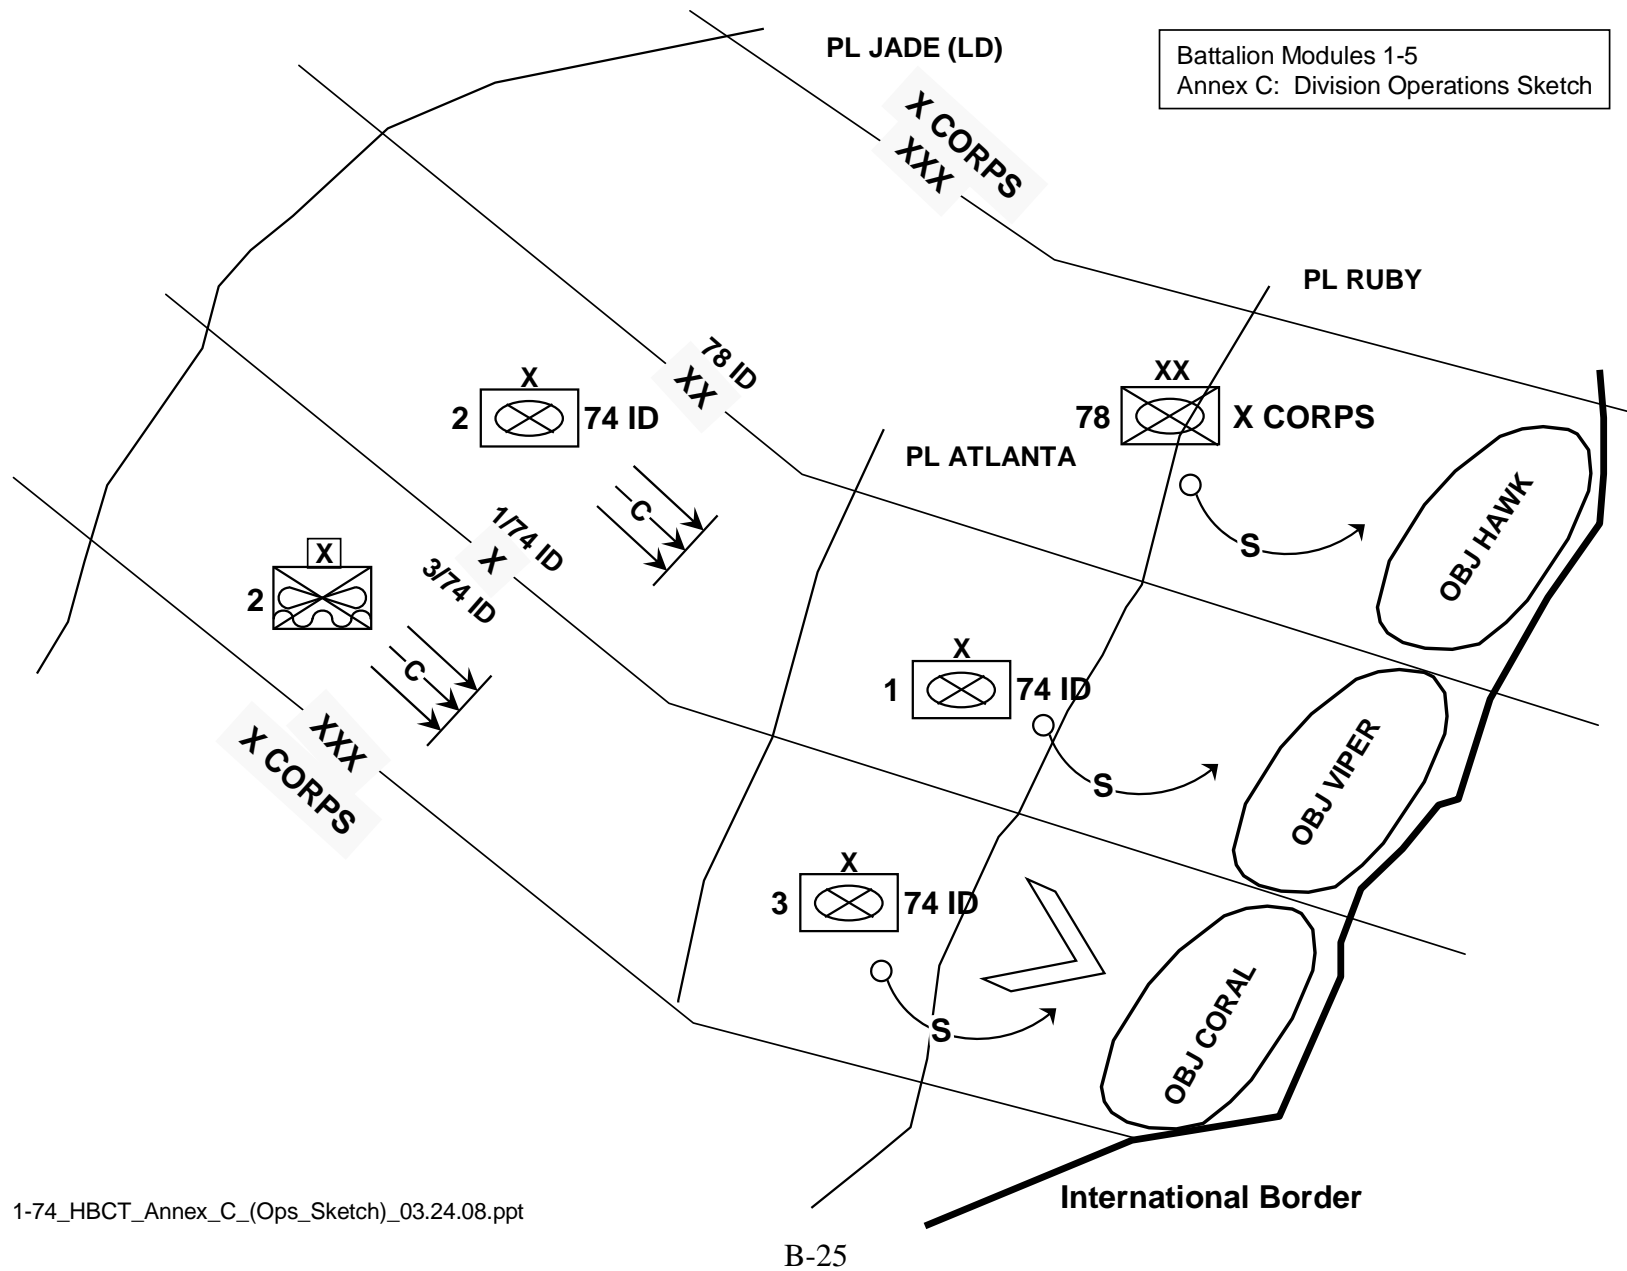 PL JADE (LD)
Battalion Modules 1-5
Annex C:  Division Operations Sketch
X CORPS
XXX
PL RUBY
78 ID
XX
X
2
74 ID
XX
78
X CORPS
PL ATLANTA
C
OBJ HAWK
S
1/74 ID
X
3/74 ID
X
2
C
X
1
74 ID
S
OBJ VIPER
XXX
X CORPS
X
3
74 ID
S
OBJ CORAL
International Border
1-74_HBCT_Annex_C_(Ops_Sketch)_03.24.08.ppt
B-25